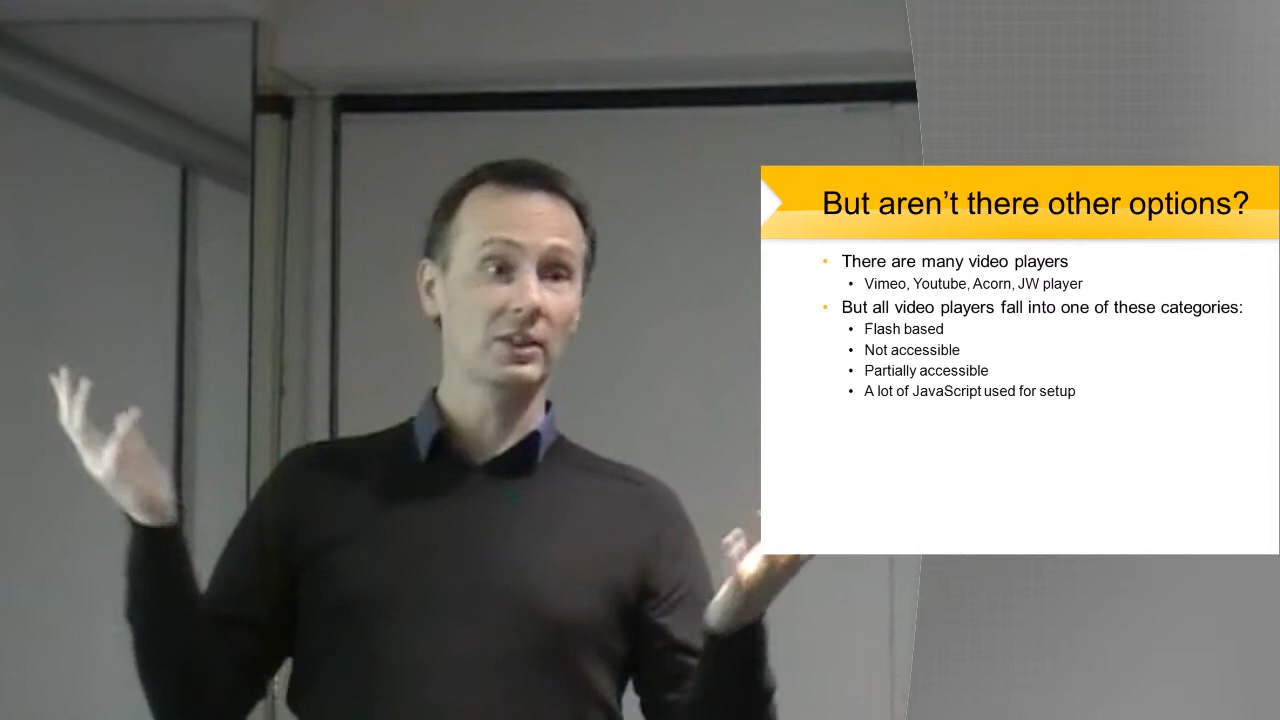 But aren't there other options?
There are many video players
Vimeo, Youtube, Acorn, JW player
But all video players fall into one of these categories:
Flash based
Not accessible
Partially accessible
A lot of JavaScript used for setup